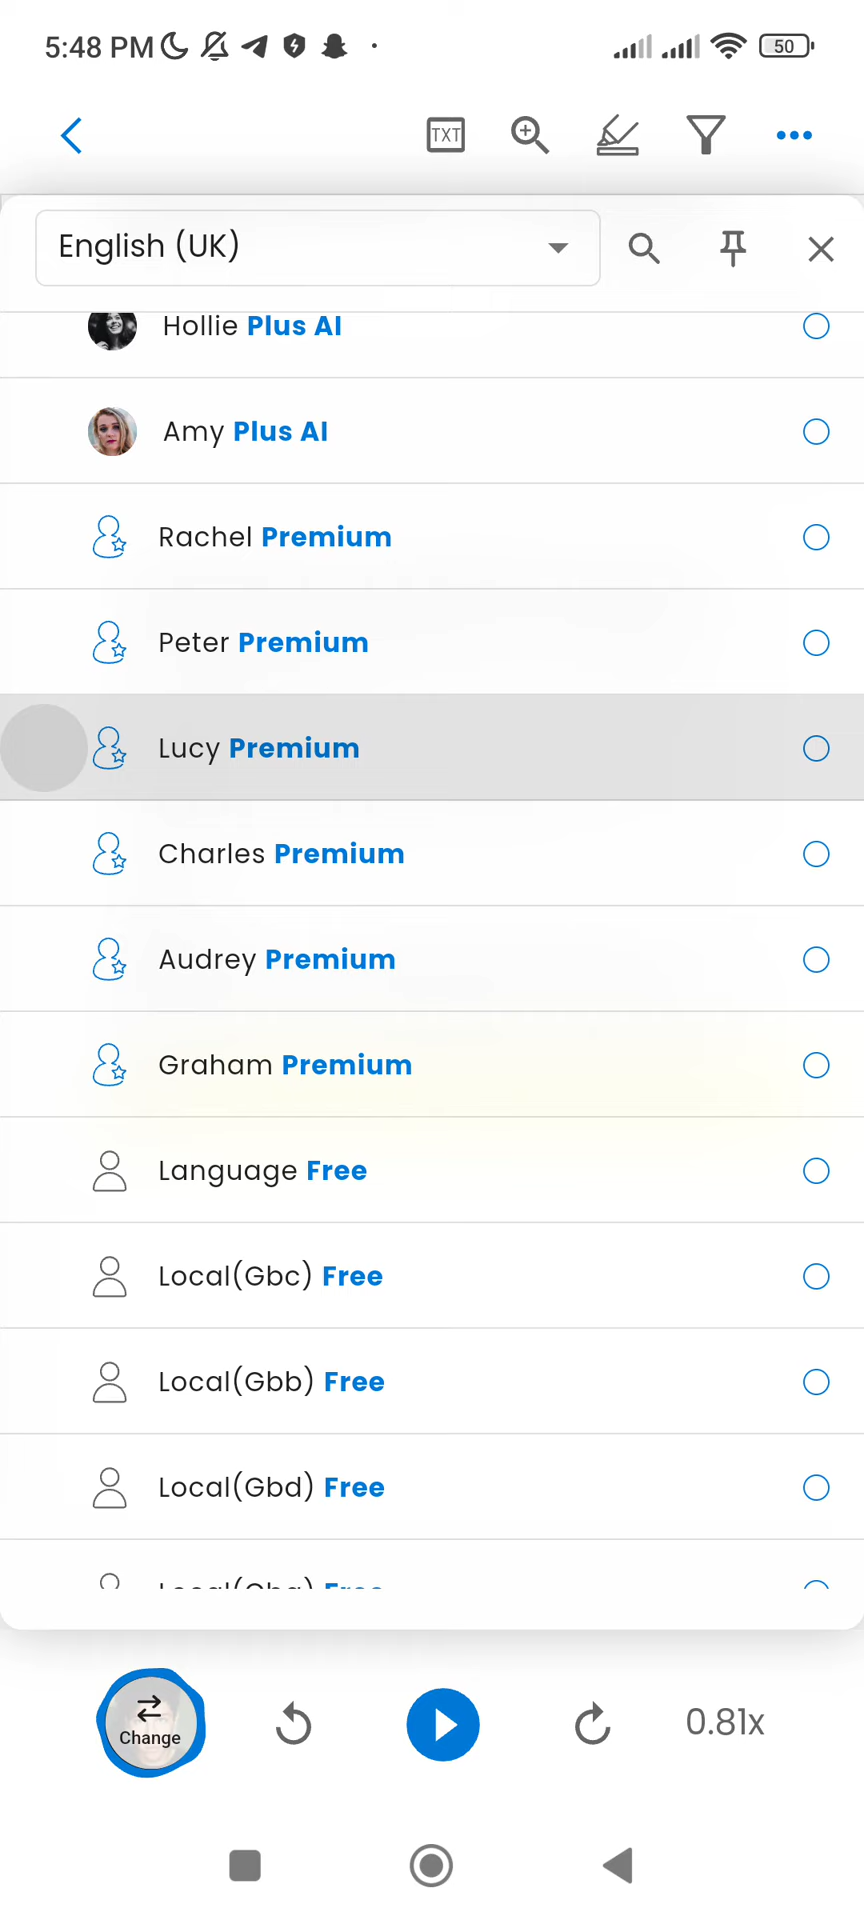 5:48 PM
50
TXT
English (UK)
Hollie Plus AI
Amy Plus AI
Rachel Premium
Peter Premium
Lucy Premium
Charles Premium
Audrey Premium
Graham Premium
Language Free
Local(Gbc) Free
Local(Gbb) Free
Local(Gbd) Free
Change
0.81x